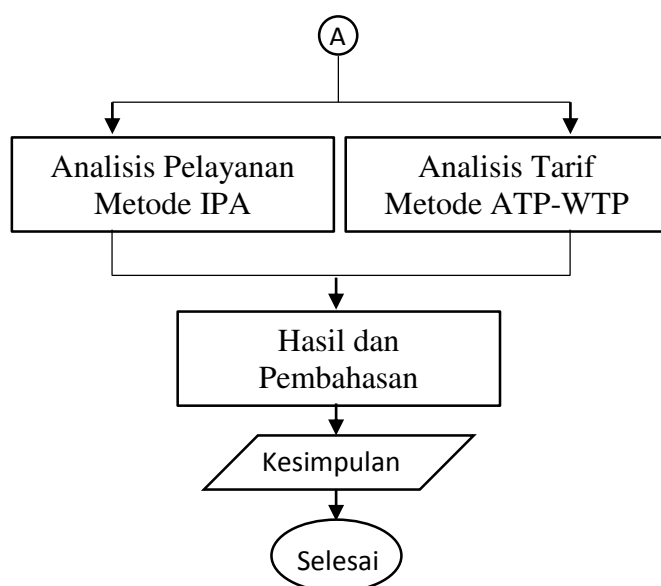 A
Analisis Pelayanan
Metode IPA
Analisis Tarif
Metode ATP-WTP
Hasil dan
Pembahasan
Kesimpulan
Selesai